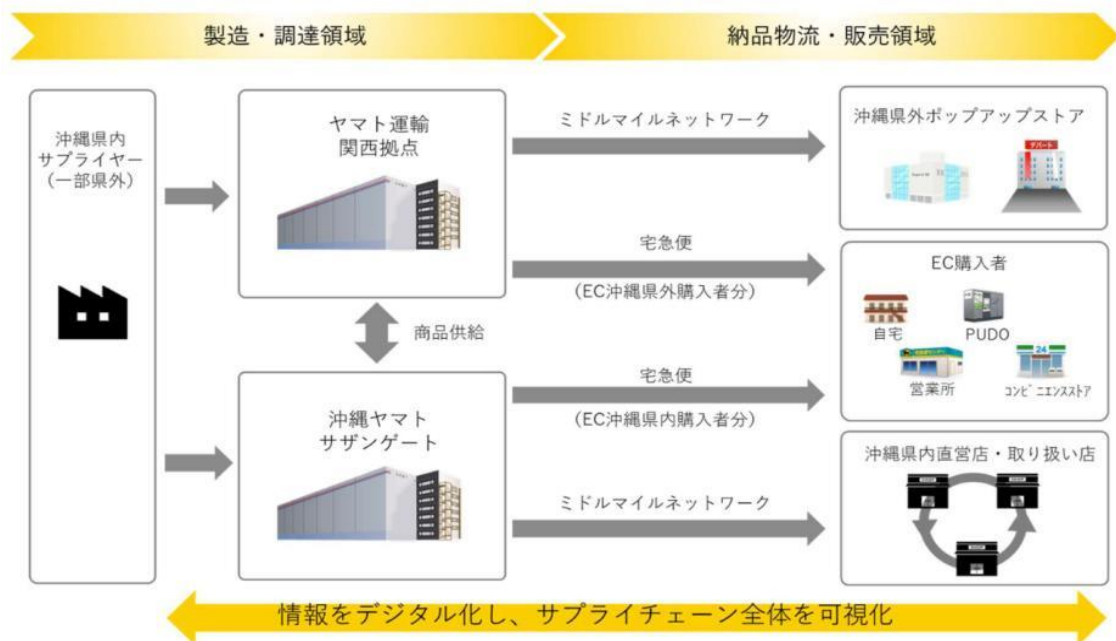 製造・調達領域
納品物流・販売領域
沖縄県内
サプライヤー
(一部県外)
ヤマト運輸
関西拠点
商品供給
沖縄ヤマト
サザンゲート
ミドルマイルネットワーク
宅急便
(EC沖縄県外購入者分)
宅急便
(EC沖縄県内購入者分)
ミドルマイルネットワーク
沖縄県外ポップアップストア
デパート
EC購入者
自宅
PUDO
24
営業所
コンビニエンスストア
沖縄県内直営店・取り扱い店
情報をデジタル化し、サプライチェーン全体を可視化